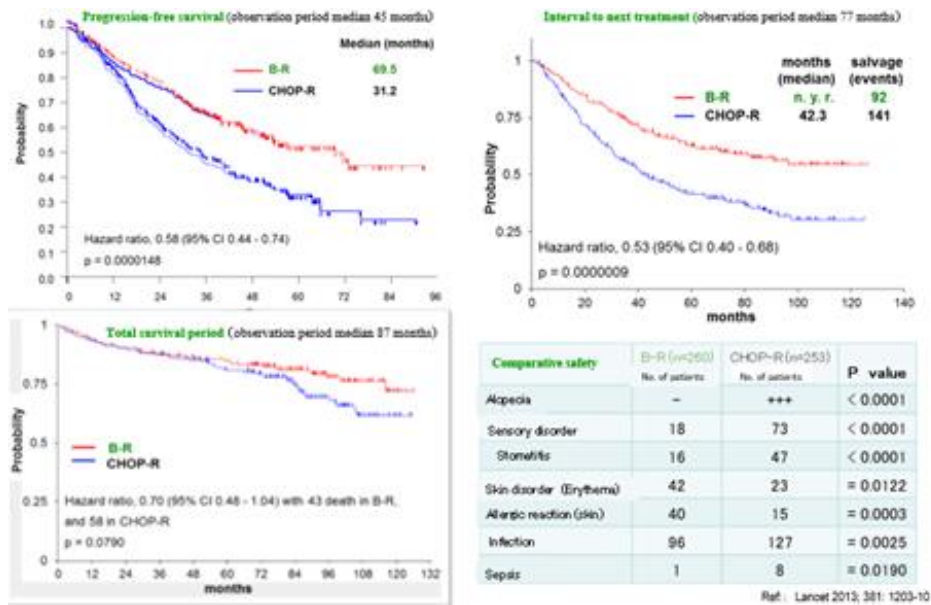 Progression-free survival (observation period median 45 months)
Median (months)
B-R 69.5
CHOP-R 31.2
Probability
1.0
0.9
0.8
0.7
0.6
0.5
0.4
0.3
0.2
0.1
0.0
Hazard ratio, 0.58 (95% CI 0.44 - 0.74)
p = 0.0000148
0 12 24 36 48 60 72 84 96
Interval to next treatment (observation period median 77 months)
months salvage
(median) (events)
B-R n. y. r. 92
CHOP-R 42.3 141
Probability
1
0.75
0.5
0.25
0
Hazard ratio, 0.53 (95% CI 0.40 - 0.68)
p = 0.0000009
0 20 40 60 80 100 120 140
months
Total survival period (observation period median 87 months)
Probability
1
0.75
0.5
0.25
0
B-R
CHOP-R
Hazard ratio, 0.70 (95% CI 0.48 - 1.04) with 43 death in B-R,
and 58 in CHOP-R
p = 0.0790
0 12 24 36 48 60 72 84 96 108 120 132
months
Comparative safety B-R (n=260) CHOP-R (n=253) P value
No. of patients No. of patients
Alopecia - +++ < 0.0001
Sensory disorder 18 73 < 0.0001
Stomatitis 16 47 < 0.0001
Skin disorder (Erythema) 42 23 = 0.0122
Allergic reaction (skin) 40 15 = 0.0003
Infection 96 127 = 0.0025
Sepsis 1 8 = 0.0190
Ref.: Lancet 2013; 381: 1203-10